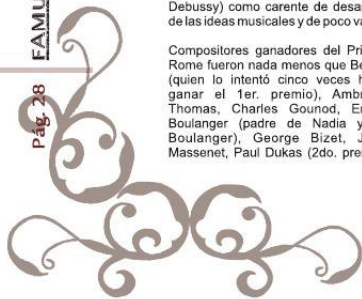 Debussy) como carente de desar
de las ideas musicales y de poco va
Compositores ganadores del Pri
Rome fueron nada menos que Be
(quien lo intentó cinco veces h
ganar el 1er. premio), Ambr
Thomas, Charles Gounod, Er
Boulanger (padre de Nadia y
Boulanger), George Bizet, J
Massenet, Paul Dukas (2do. prem
Pág. 28 FAMU